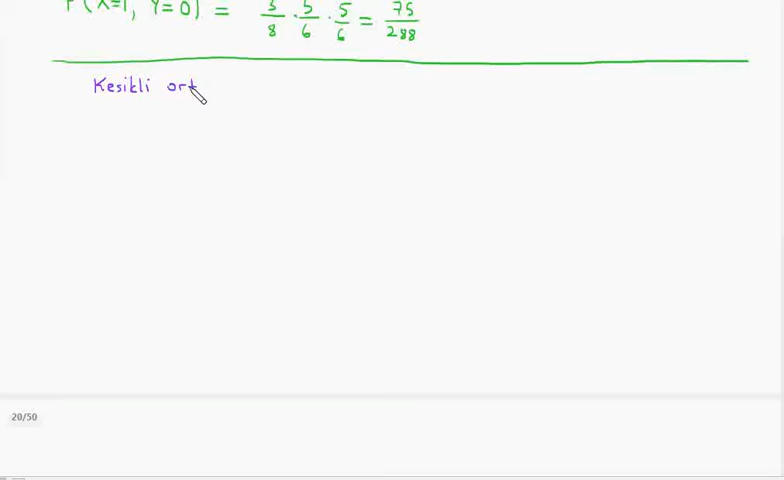 P(X=1, Y=0) = 3/8 · 5/6 · 5/6 = 75/288
Kesikli ort
20/50